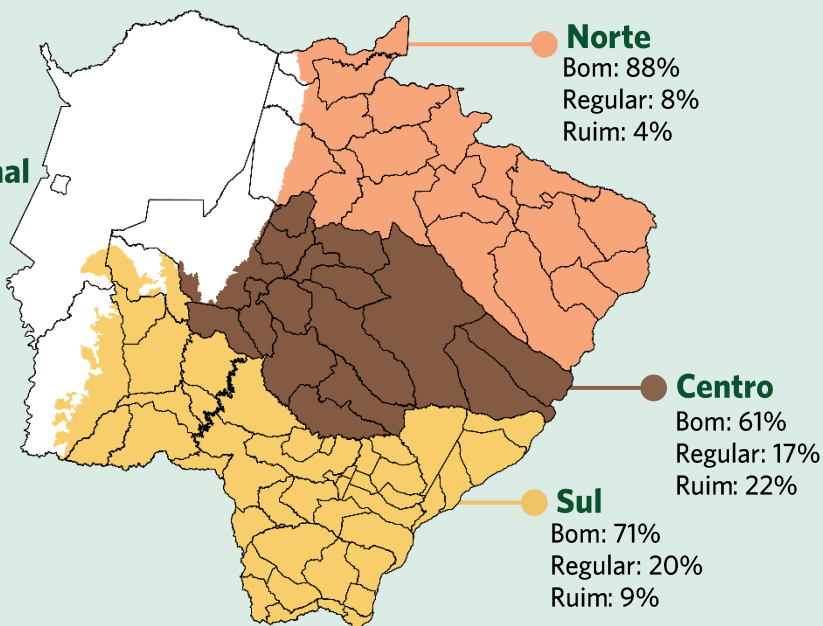 Norte
Bom: 88%
Regular: 8%
Ruim: 4%
nal
Centro
Bom: 61%
Regular: 17%
Ruim: 22%
Sul
Bom: 71%
Regular: 20%
Ruim: 9%